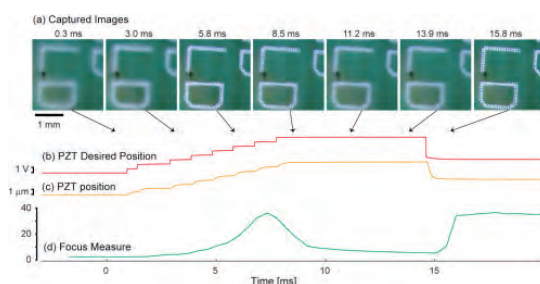 (a) Captured Images
0.3 ms 3.0 ms 5.8 ms 8.5 ms 11.2 ms 13.9 ms 15.8 ms
1 mm
(b) PZT Desired Position
1 V
(c) PZT position
1 μm
40
20
(d) Focus Measure
0
0 5 10 15
Time [ms]